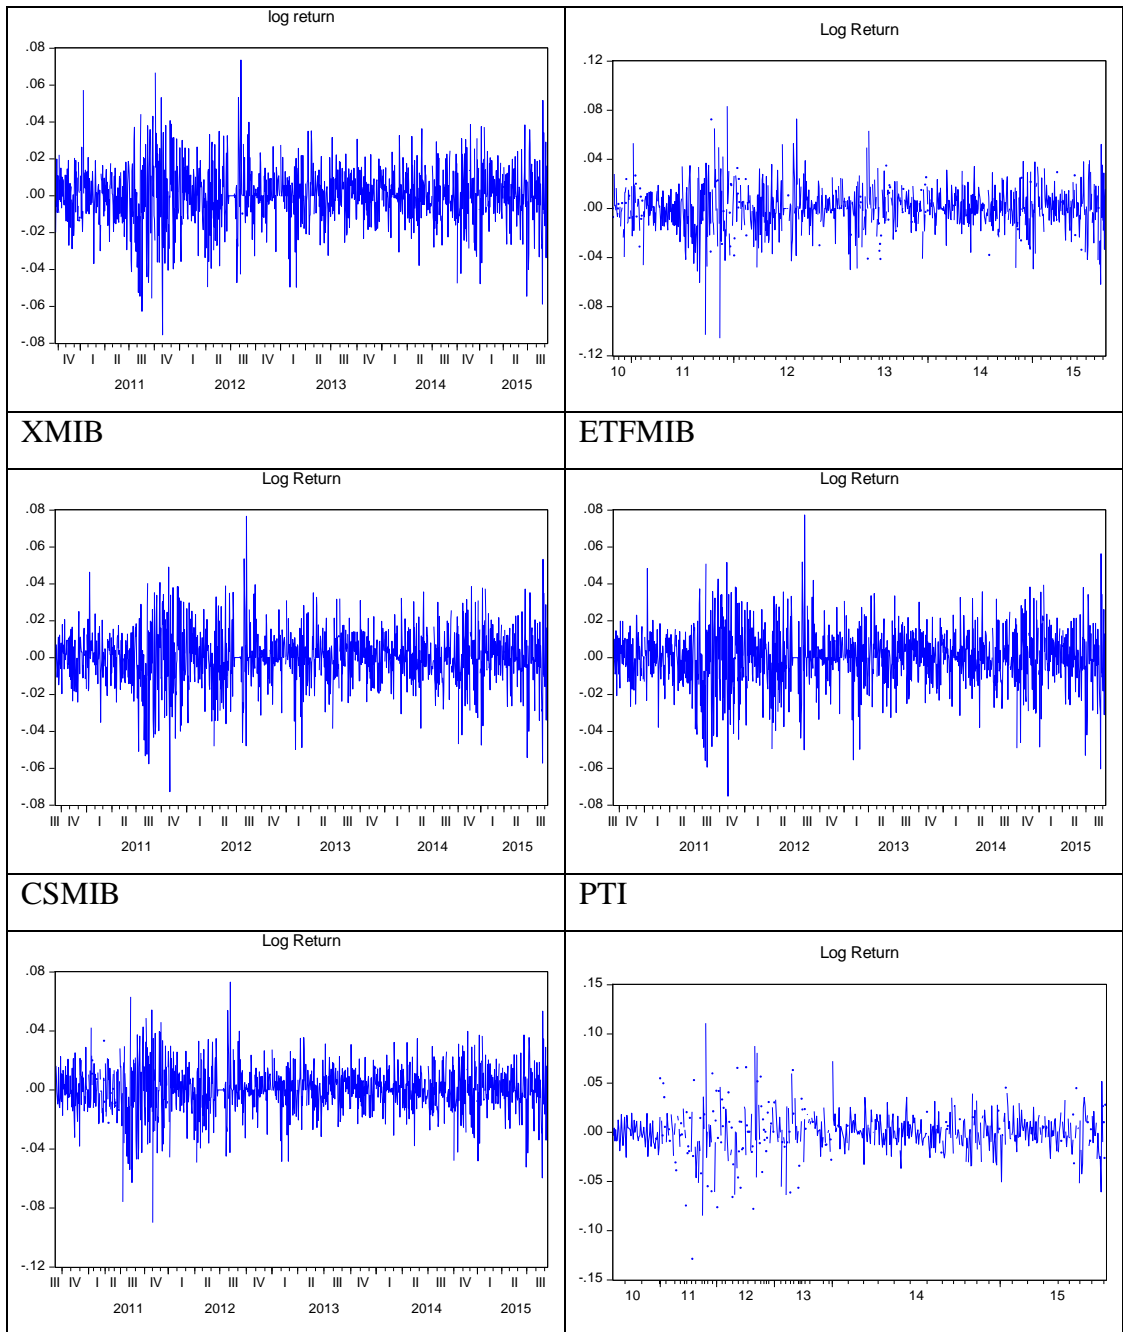 log return
.08
.06
.04
.02
.00
-.02
-.04
-.06
-.08
IV I II III IV I II III IV I II III IV I II III IV I II III
2011 2012 2013 2014 2015
Log Return
.12
.08
.04
.00
-.04
-.08
-.12
10 11 12 13 14 15
XMIB
ETFMIB
Log Return
.08
.06
.04
.02
.00
-.02
-.04
-.06
-.08
III IV I II III IV I II III IV I II III IV I II III IV I II III
2011 2012 2013 2014 2015
Log Return
.08
.06
.04
.02
.00
-.02
-.04
-.06
-.08
III IV I II III IV I II III IV I II III IV I II III IV I II III
2011 2012 2013 2014 2015
CSMIB
PTI
Log Return
.08
.04
.00
-.04
-.08
-.12
III IV I II III IV I II III IV I II III IV I II III IV I II III
2011 2012 2013 2014 2015
Log Return
.15
.10
.05
.00
-.05
-.10
-.15
10 11 12 13 14 15